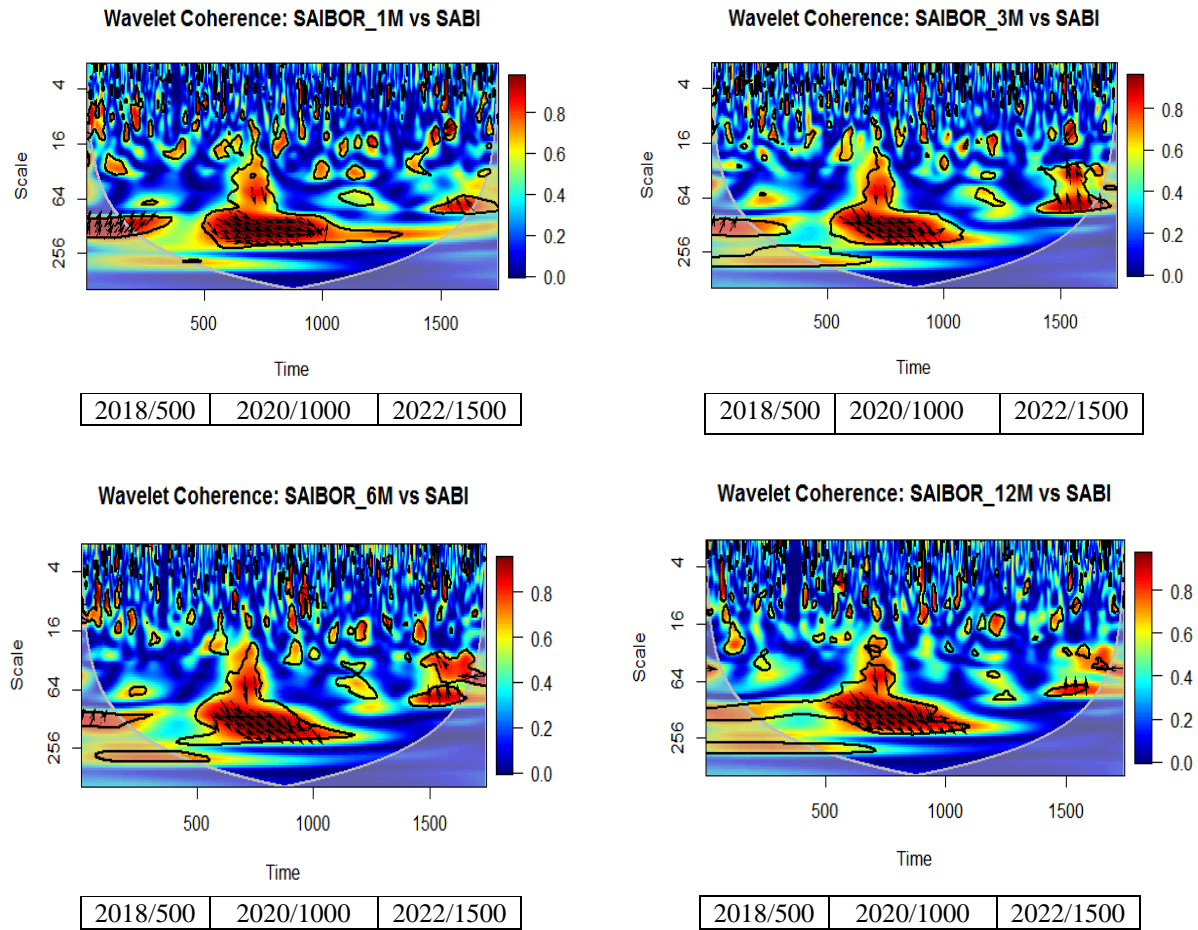 Wavelet Coherence: SAIBOR_1M vs SABI
Scale
4
16
64
256
0.8
0.6
0.4
0.2
0.0
500 1000 1500
Time
2018/500 2020/1000 2022/1500
Wavelet Coherence: SAIBOR_3M vs SABI
Scale
4
16
64
256
0.8
0.6
0.4
0.2
0.0
500 1000 1500
Time
2018/500 2020/1000 2022/1500
Wavelet Coherence: SAIBOR_6M vs SABI
Scale
4
16
64
256
0.8
0.6
0.4
0.2
0.0
500 1000 1500
Time
2018/500 2020/1000 2022/1500
Wavelet Coherence: SAIBOR_12M vs SABI
Scale
4
16
64
256
0.8
0.6
0.4
0.2
0.0
500 1000 1500
Time
2018/500 2020/1000 2022/1500